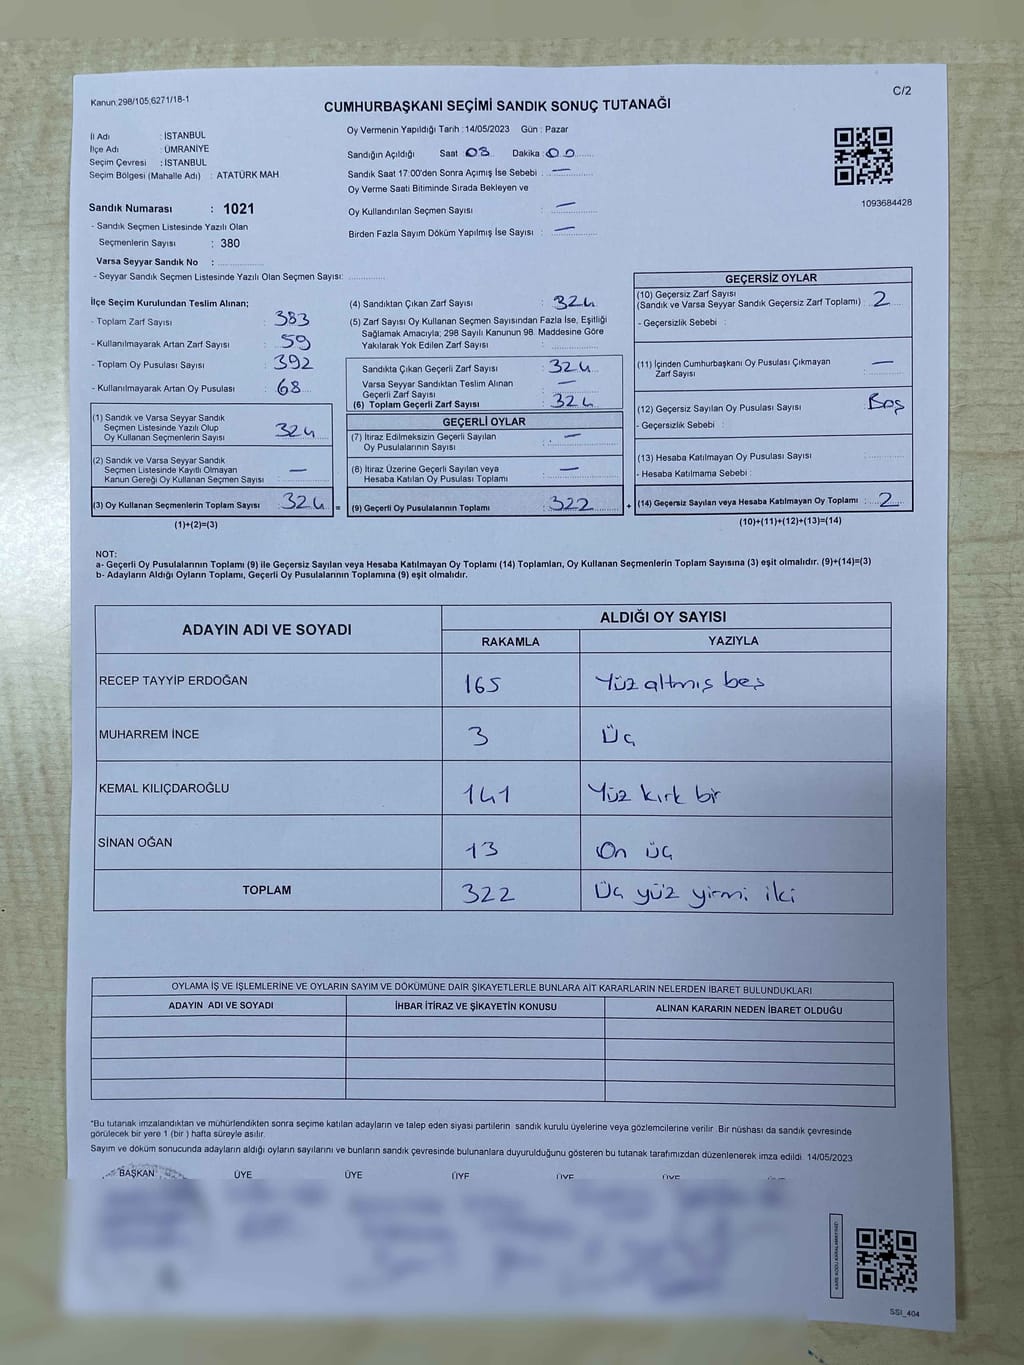 Kanun 298/105,6271/18-1
C/2
CUMHURBAŞKANI SEÇİMİ SANDIK SONUÇ TUTANAĞI
İl Adı : İSTANBUL
İlçe Adı : ÜMRANİYE
Seçim Çevresi : İSTANBUL
Seçim Bölgesi (Mahalle Adı) : ATATÜRK MAH
Sandık Numarası : 1021
- Sandık Seçmen Listesinde Yazılı Olan
Seçmenlerin Sayısı : 380
Varsa Seyyar Sandık No : ..............
- Seyyar Sandık Seçmen Listesinde Yazılı Olan Seçmen Sayısı: ............
Oy Vermenin Yapıldığı Tarih : 14/05/2023 Gün : Pazar
Sandığın Açıldığı Saat 08 Dakika : 00
Sandık Saat 17:00'den Sonra Açımış İse Sebebi : —
Oy Verme Saati Bitiminde Sırada Bekleyen ve
Oy Kullandırılan Seçmen Sayısı : —
Birden Fazla Sayım Döküm Yapılmış İse Sayısı : —
1093684428
İlçe Seçim Kurulundan Teslim Alınan;
- Toplam Zarf Sayısı : 383
- Kullanılmayarak Artan Zarf Sayısı : 59
- Toplam Oy Pusulası Sayısı : 392
- Kullanılmayarak Artan Oy Pusulası : 68
(1) Sandık ve Varsa Seyyar Sandık
Seçmen Listesinde Yazılı Olup
Oy Kullanan Seçmenlerin Sayısı : 324
(2) Sandık ve Varsa Seyyar Sandık
Seçmen Listesinde Kayıtlı Olmayan
Kanun Gereği Oy Kullanan Seçmen Sayısı : —
(3) Oy Kullanan Seçmenlerin Toplam Sayısı : 324 =
(1)+(2)=(3)
(4) Sandıktan Çıkan Zarf Sayısı : 324
(5) Zarf Sayısı Oy Kullanan Seçmen Sayısından Fazla İse, Eşitliği
Sağlamak Amacıyla; 298 Sayılı Kanunun 98. Maddesine Göre
Yakılarak Yok Edilen Zarf Sayısı : ..............
Sandıkta Çıkan Geçerli Zarf Sayısı : 324
Varsa Seyyar Sandıktan Teslim Alınan
Geçerli Zarf Sayısı : —
(6) Toplam Geçerli Zarf Sayısı : 324
GEÇERLİ OYLAR
(7) İtiraz Edilmeksizin Geçerli Sayılan
Oy Pusulalarının Sayısı : —
(8) İtiraz Üzerine Geçerli Sayılan veya
Hesaba Katılan Oy Pusulası Toplamı : —
(9) Geçerli Oy Pusulalarının Toplamı : 322 +
GEÇERSİZ OYLAR
(10) Geçersiz Zarf Sayısı
(Sandık ve Varsa Seyyar Sandık Geçersiz Zarf Toplamı) : 2
- Geçersizlik Sebebi :
(11) İçinden Cumhurbaşkanı Oy Pusulası Çıkmayan
Zarf Sayısı : —
(12) Geçersiz Sayılan Oy Pusulası Sayısı : Boş
- Geçersizlik Sebebi :
(13) Hesaba Katılmayan Oy Pusulası Sayısı : ............
- Hesaba Katılmama Sebebi :
(14) Geçersiz Sayılan veya Hesaba Katılmayan Oy Toplamı : 2
(10)+(11)+(12)+(13)=(14)
NOT:
a- Geçerli Oy Pusulalarının Toplamı (9) ile Geçersiz Sayılan veya Hesaba Katılmayan Oy Toplamı (14) Toplamları, Oy Kullanan Seçmenlerin Toplam Sayısına (3) eşit olmalıdır. (9)+(14)=(3)
b- Adayların Aldığı Oyların Toplamı, Geçerli Oy Pusulalarının Toplamına (9) eşit olmalıdır.
ADAYIN ADI VE SOYADI ALDIĞI OY SAYISI
RAKAMLA YAZIYLA
RECEP TAYYİP ERDOĞAN 165 Yüz altmış beş
MUHARREM İNCE 3 Üç
KEMAL KILIÇDAROĞLU 141 Yüz kırk bir
SİNAN OĞAN 13 On üç
TOPLAM 322 Üç yüz yirmi iki
OYLAMA İŞ VE İŞLEMLERİNE VE OYLARIN SAYIM VE DÖKÜMÜNE DAİR ŞİKAYETLERLE BUNLARA AİT KARARLARIN NELERDEN İBARET BULUNDUKLARI
ADAYIN ADI VE SOYADI İHBAR İTİRAZ VE ŞİKAYETİN KONUSU ALINAN KARARIN NEDEN İBARET OLDUĞU
*Bu tutanak imzalandıktan ve mühürlendikten sonra seçime katılan adayların ve talep eden siyasi partilerin sandık kurulu üyelerine veya gözlemcilerine verilir. Bir nüshası da sandık çevresinde
görülecek bir yere 1 (bir ) hafta süreyle asılır.
Sayım ve döküm sonucunda adayların aldığı oyların sayılarını ve bunların sandık çevresinde bulunanlara duyurulduğunu gösteren bu tutanak tarafımızdan düzenlenerek imza edildi. 14/05/2023
BAŞKAN ÜYE ÜYE ÜYE ÜYE ÜYE
SSI_404